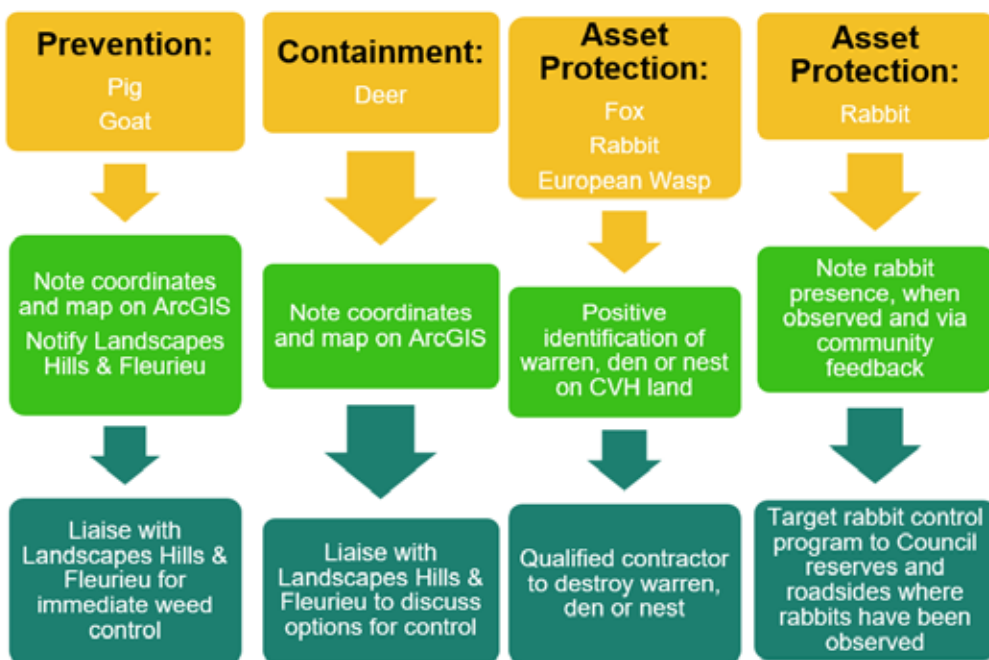 Prevention:
Pig
Goat
Note coordinates
and map on ArcGIS
Notify Landscapes
Hills & Fleurieu
Liaise with
Landscapes Hills &
Fleurieu for
immediate weed
control
Containment:
Deer
Note coordinates
and map on ArcGIS
Liaise with
Landscapes Hills &
Fleurieu to discuss
options for control
Asset
Protection:
Fox
Rabbit
European Wasp
Positive
identification of
warren, den or nest
on CVH land
Qualified contractor
to destroy warren,
den or nest
Asset
Protection:
Rabbit
Note rabbit
presence, when
observed and via
community
feedback
Target rabbit control
program to Council
reserves and
roadsides where
rabbits have been
observed